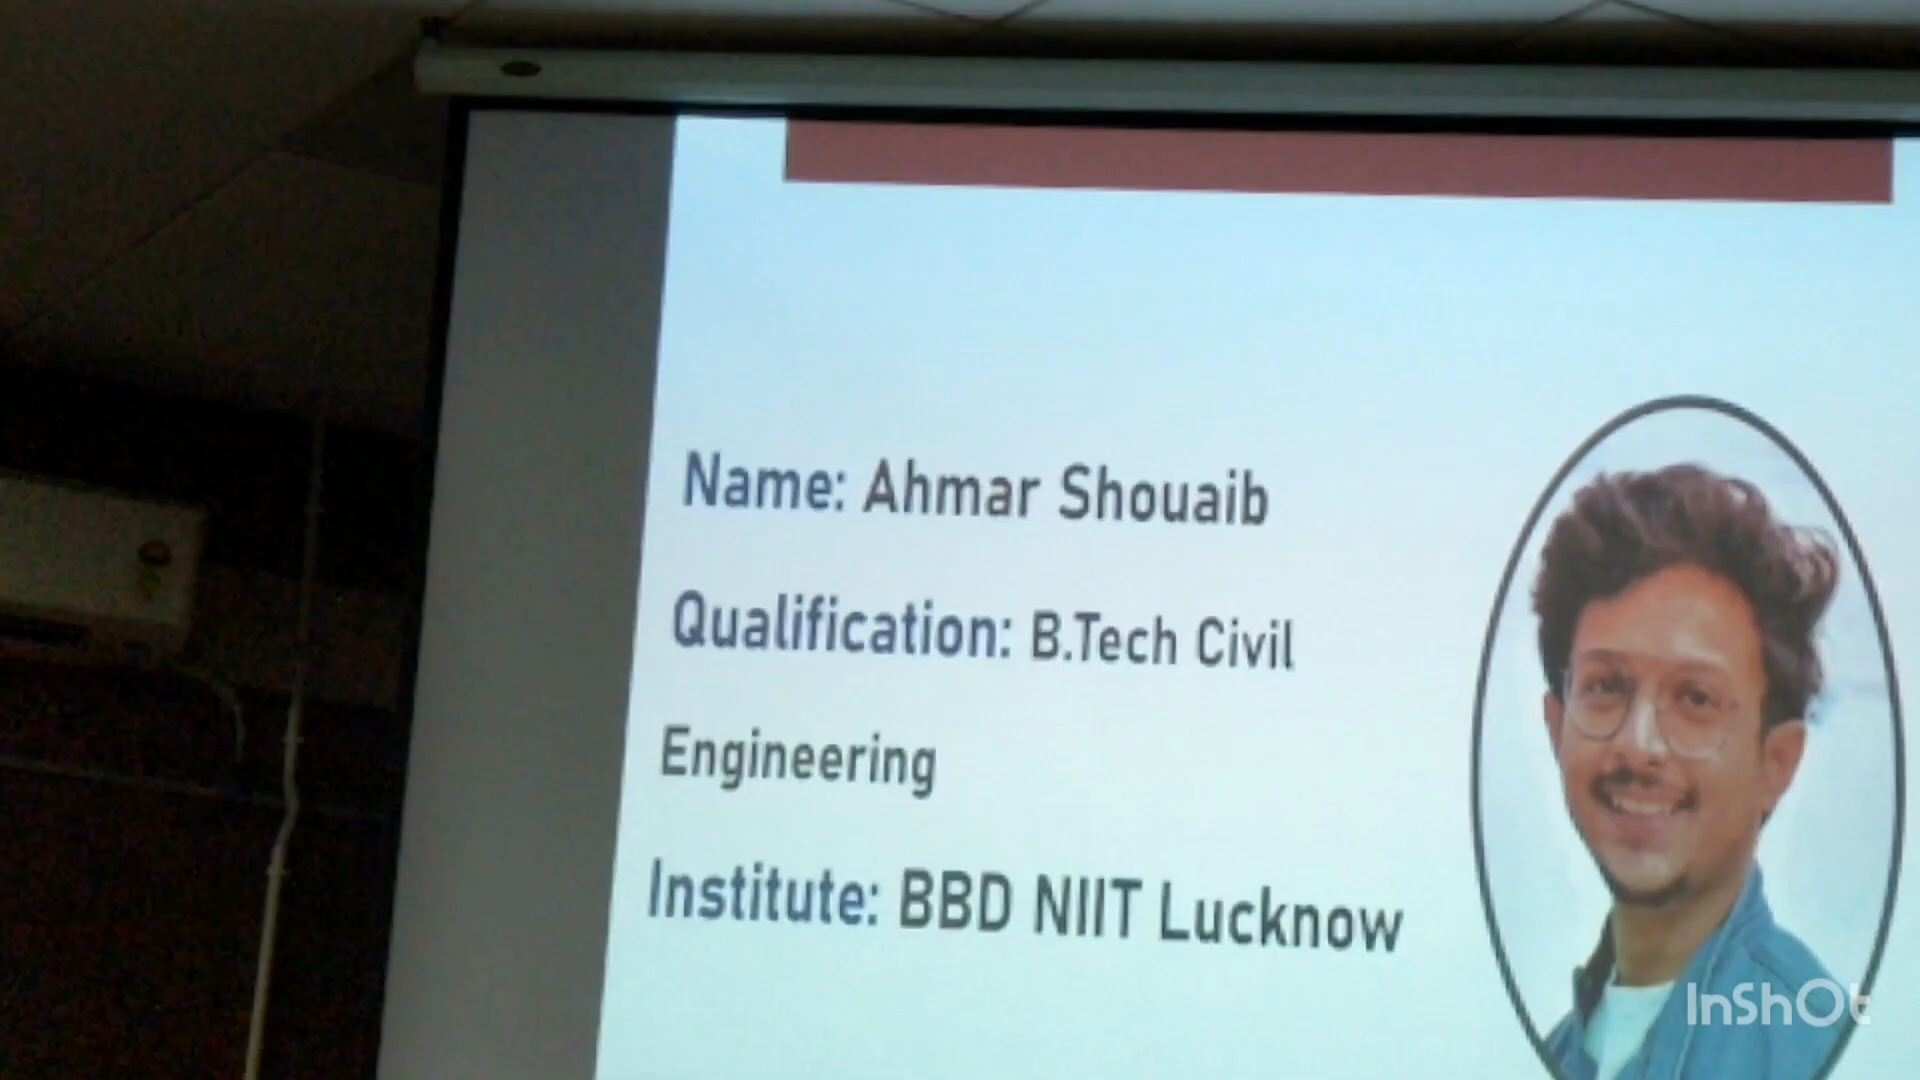 Name: Ahmar Shouaib
Qualification: B.Tech Civil
Engineering
Institute: BBD NIIT Lucknow
InShOt